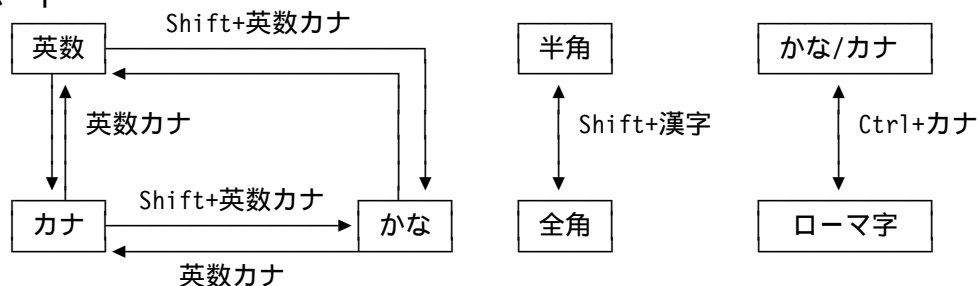 Shift+英数カナ
英数 半角 かな/カナ
英数カナ Shift+漢字 Ctrl+カナ
Shift+英数カナ
カナ かな 全角 ローマ字
英数カナ